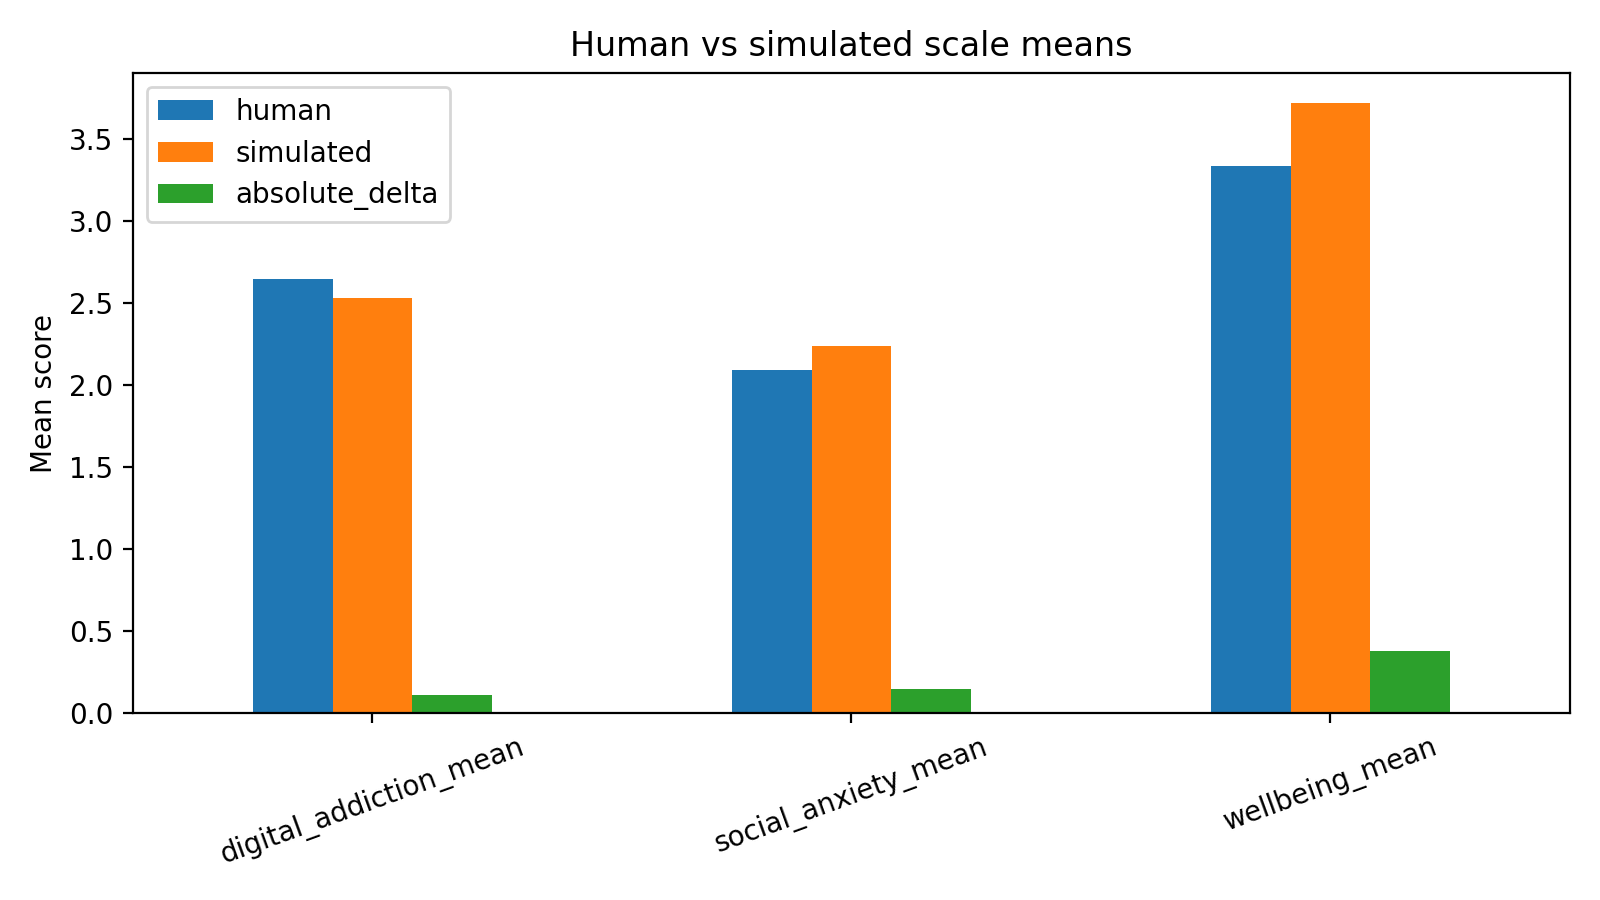 Human vs simulated scale means
human
simulated
absolute_delta
Mean score
3.5
3.0
2.5
2.0
1.5
1.0
0.5
0.0
digital_addiction_mean
social_anxiety_mean
wellbeing_mean